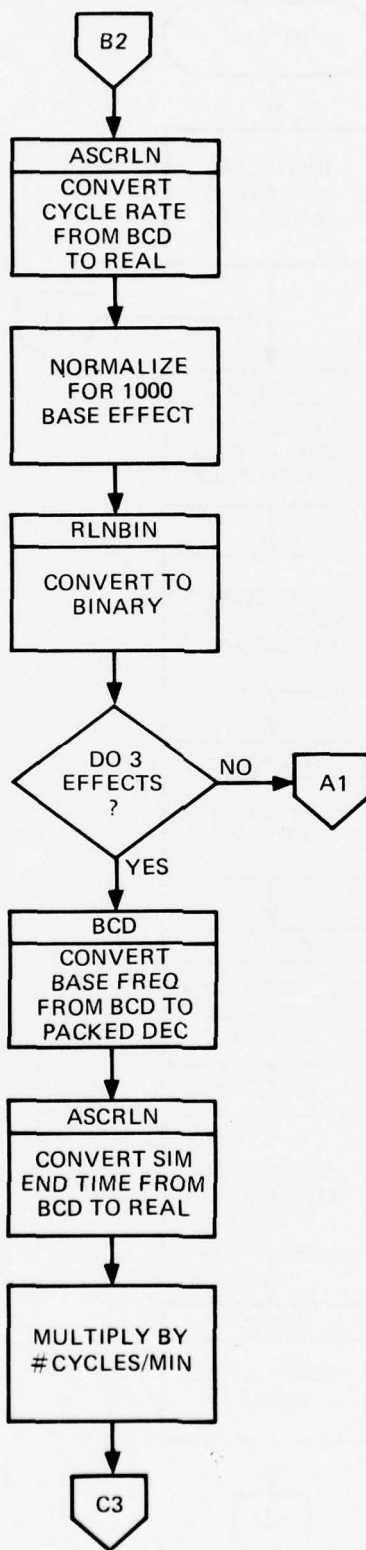 B2
ASCRLN
CONVERT
CYCLE RATE
FROM BCD
TO REAL
NORMALIZE
FOR 1000
BASE EFFECT
RLNBIN
CONVERT TO
BINARY
DO 3
EFFECTS
?
NO
A1
YES
BCD
CONVERT
BASE FREQ
FROM BCD TO
PACKED DEC
ASCRLN
CONVERT SIM
END TIME FROM
BCD TO REAL
MULTIPLY BY
#CYCLES/MIN
C3